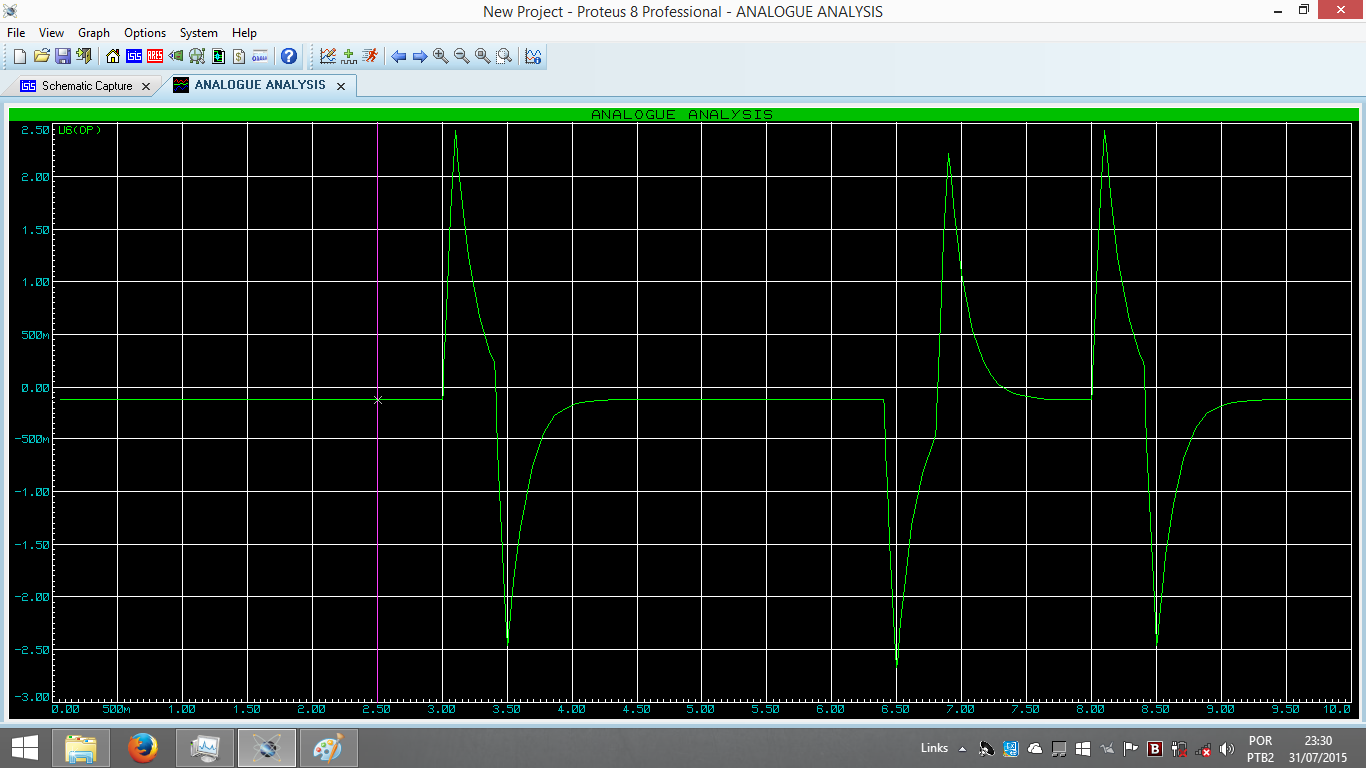 New Project - Proteus 8 Professional - ANALOGUE ANALYSIS
File View Graph Options System Help
Schematic Capture ANALOGUE ANALYSIS
ANALOGUE ANALYSIS
2.50 U6(OP)
2.00
1.50
1.00
500m
0.00
-500m
-1.00
-1.50
-2.00
-2.50
-3.00
0.00 500m 1.00 1.50 2.00 2.50 3.00 3.50 4.00 4.50 5.00 5.50 6.00 6.50 7.00 7.50 8.00 8.50 9.00 9.50 10.0
Links POR 23:30
PTB2 31/07/2015